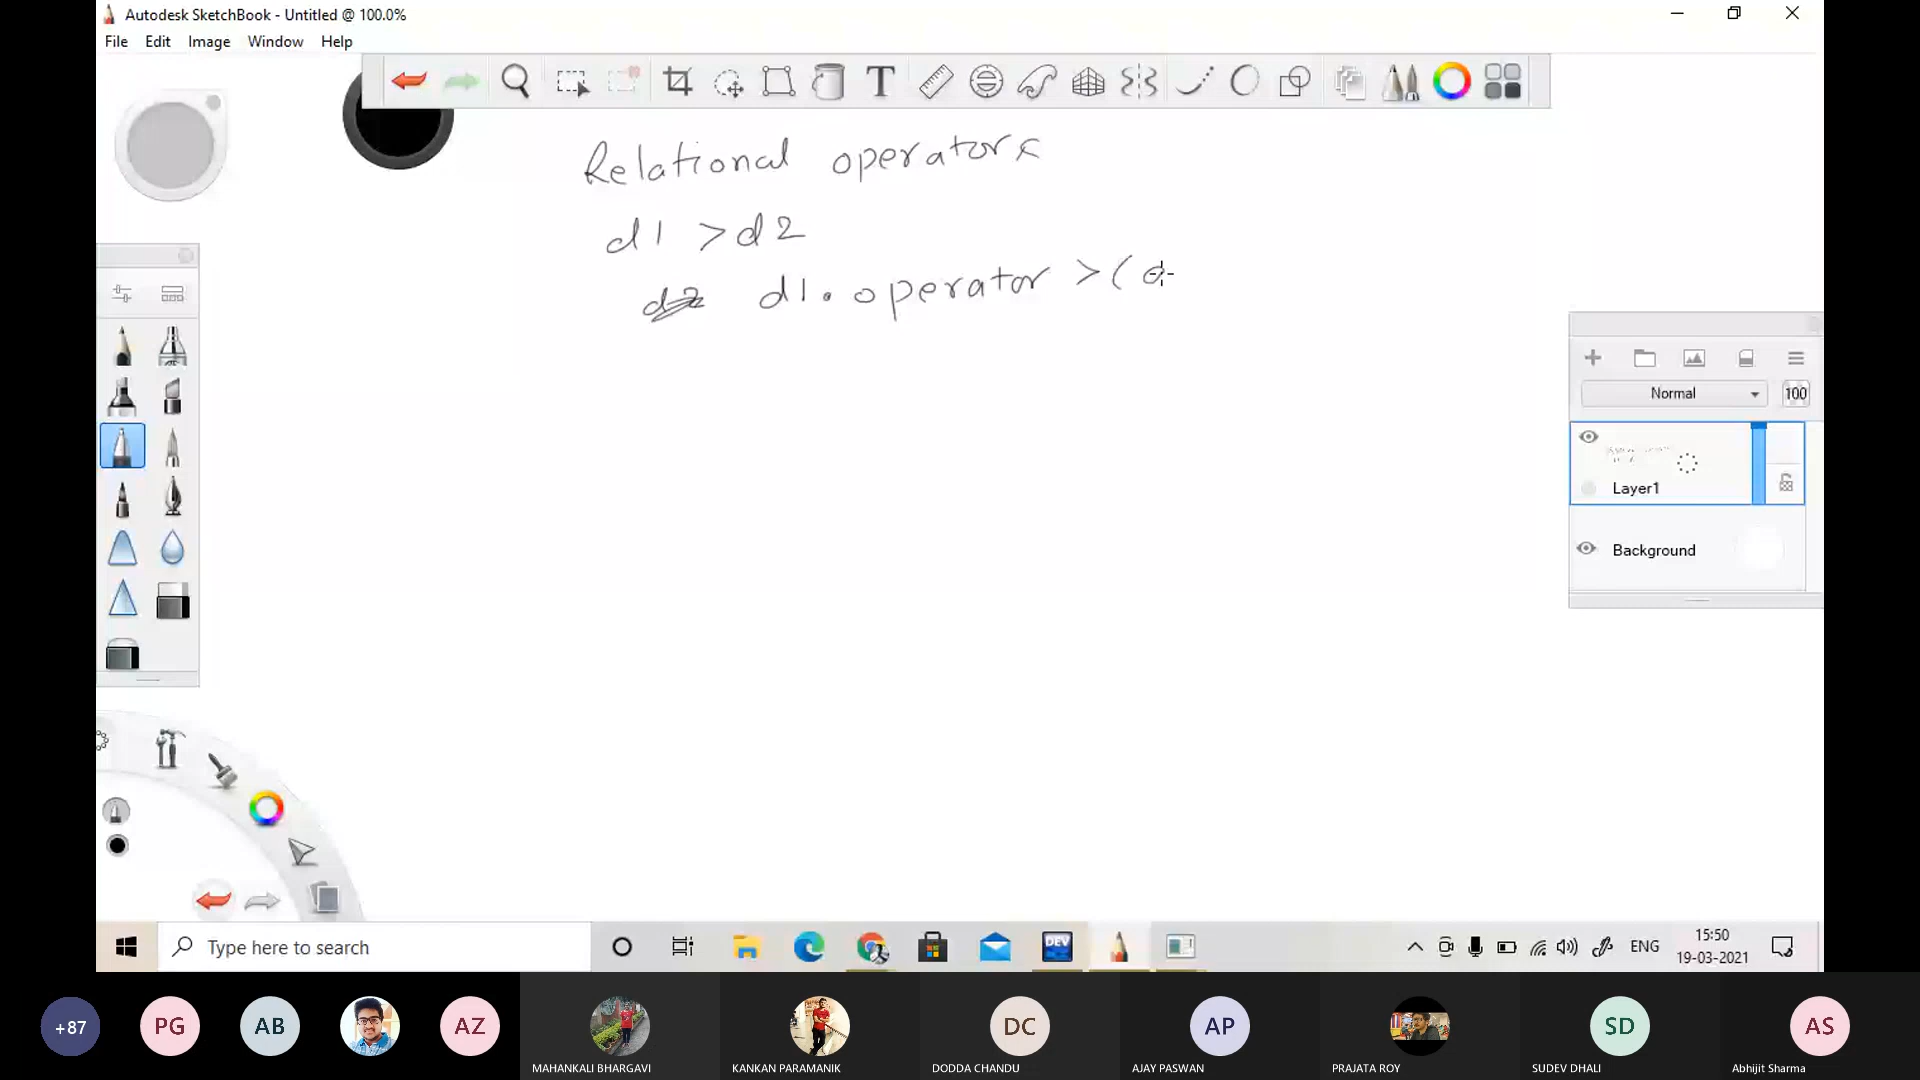 Autodesk SketchBook - Untitled @ 100.0%
File Edit Image Window Help
Relational operators
d1 > d2
d2 d1. operator > ( d
Normal 100
Layer1
Background
Type here to search
DEV
ENG
15:50
19-03-2021
+87
PG
AB
AZ
MAHANKALI BHARGAVI
KANKAN PARAMANIK
DC
DODDA CHANDU
AP
AJAY PASWAN
PRAJATA ROY
SD
SUDEV DHALI
AS
Abhijit Sharma